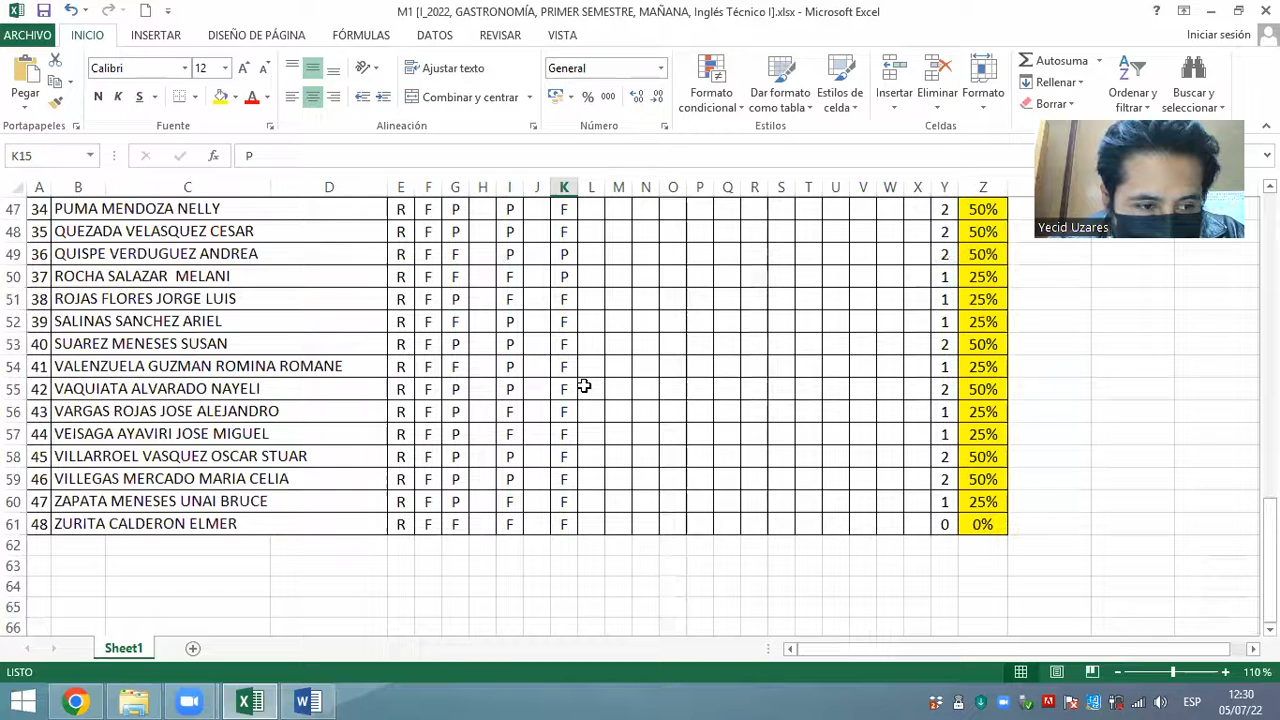 M1 [I_2022, GASTRONOMÍA, PRIMER SEMESTRE, MAÑANA, Inglés Técnico I].xlsx - Microsoft Excel
ARCHIVO INICIO INSERTAR DISEÑO DE PÁGINA FÓRMULAS DATOS REVISAR VISTA Iniciar sesión
Pegar
Calibri 12
N K S
Ajustar texto
Combinar y centrar
General
% 000
Formato condicional
Dar formato como tabla
Estilos de celda
Insertar Eliminar Formato
Autosuma
Rellenar
Borrar
Ordenar y filtrar
Buscar y seleccionar
Portapapeles Fuente Alineación Número Estilos Celdas
K15 fx P
Yecid Uzares
A B C D E F G H I J K L M N O P Q R S T U V W X Y Z
47 34 PUMA MENDOZA NELLY R F P P F 2 50%
48 35 QUEZADA VELASQUEZ CESAR R F P P F 2 50%
49 36 QUISPE VERDUGUEZ ANDREA R F F P P 2 50%
50 37 ROCHA SALAZAR MELANI R F P F P 1 25%
51 38 ROJAS FLORES JORGE LUIS R F P F F 1 25%
52 39 SALINAS SANCHEZ ARIEL R F F P F 1 25%
53 40 SUAREZ MENESES SUSAN R F P P F 2 50%
54 41 VALENZUELA GUZMAN ROMINA ROMANE R F F P F 1 25%
55 42 VAQUIATA ALVARADO NAYELI R F P P F 2 50%
56 43 VARGAS ROJAS JOSE ALEJANDRO R F P F F 1 25%
57 44 VEISAGA AYAVIRI JOSE MIGUEL R F P F F 1 25%
58 45 VILLARROEL VASQUEZ OSCAR STUAR R F P P F 2 50%
59 46 VILLEGAS MERCADO MARIA CELIA R F P P F 2 50%
60 47 ZAPATA MENESES UNAI BRUCE R F P F F 1 25%
61 48 ZURITA CALDERON ELMER R F F F F 0 0%
62
63
64
65
66
Sheet1
LISTO 110 %
ESP
12:30
05/07/22